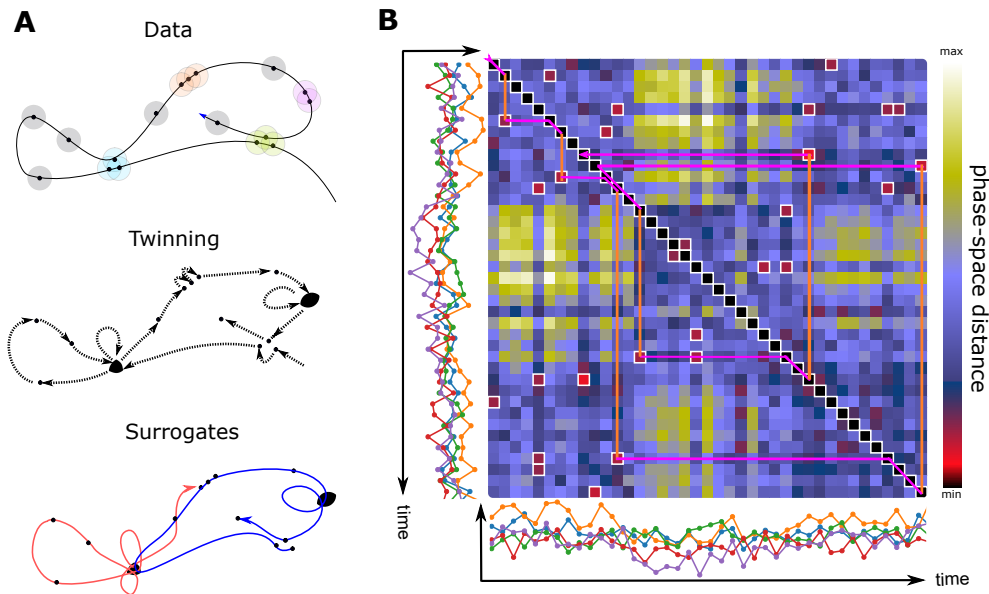 A
Data
Twinning
Surrogates
B
time
time
max
phase-space distance
min